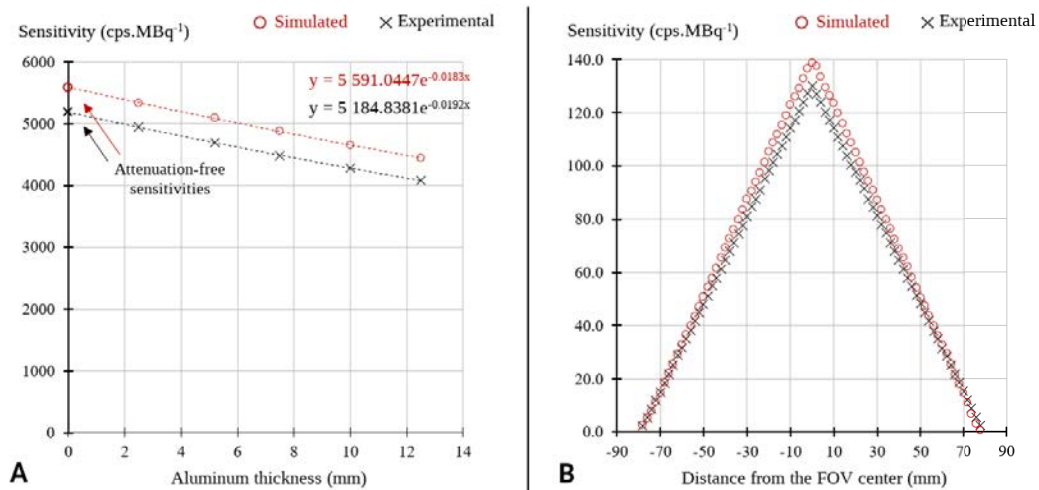 Simulated
Experimental
Sensitivity (cps.MBq⁻¹)
6000
5000
4000
3000
2000
1000
0
y = 5 591.0447e⁻⁰·⁰¹⁸³ˣ
y = 5 184.8381e⁻⁰·⁰¹⁹²ˣ
Attenuation-free
sensitivities
0 2 4 6 8 10 12 14
Aluminum thickness (mm)
A
Simulated
Experimental
Sensitivity (cps.MBq⁻¹)
140.0
120.0
100.0
80.0
60.0
40.0
20.0
0.0
-90 -70 -50 -30 -10 10 30 50 70 90
Distance from the FOV center (mm)
B